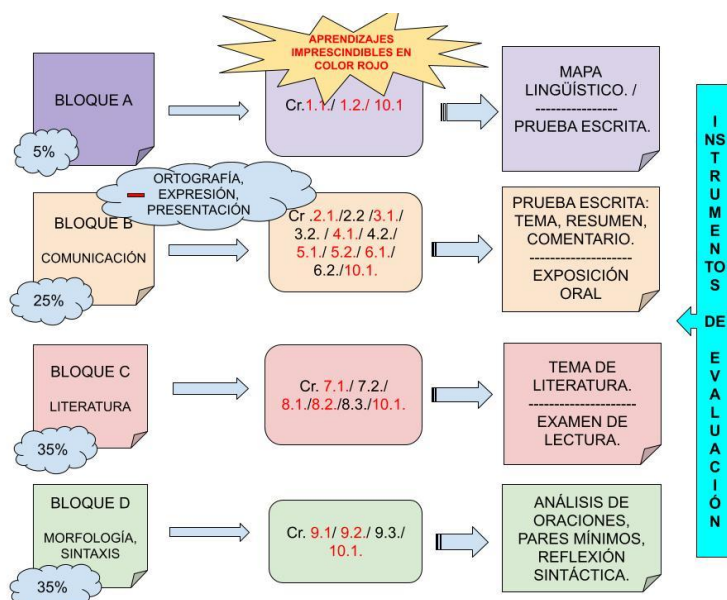 APRENDIZAJES
IMPRESCINDIBLES EN
COLOR ROJO
BLOQUE A
5%
Cr.1.1./ 1.2./ 10.1
MAPA
LINGÜÍSTICO. /
----------------
PRUEBA ESCRITA.
ORTOGRAFÍA,
EXPRESIÓN,
PRESENTACIÓN
BLOQUE B
COMUNICACIÓN
25%
Cr .2.1./2.2 /3.1./
3.2. / 4.1./ 4.2./
5.1./ 5.2./ 6.1./
6.2./10.1.
PRUEBA ESCRITA:
TEMA, RESUMEN,
COMENTARIO.
--------------------
EXPOSICIÓN
ORAL
BLOQUE C
LITERATURA
35%
Cr. 7.1./ 7.2./
8.1./8.2./8.3./10.1.
TEMA DE
LITERATURA.
--------------------
EXAMEN DE
LECTURA.
BLOQUE D
MORFOLOGÍA,
SINTAXIS
35%
Cr. 9.1/ 9.2./ 9.3./
10.1.
ANÁLISIS DE
ORACIONES,
PARES MÍNIMOS,
REFLEXIÓN
SINTÁCTICA.
INSTRUMENTOS DE EVALUACIÓN